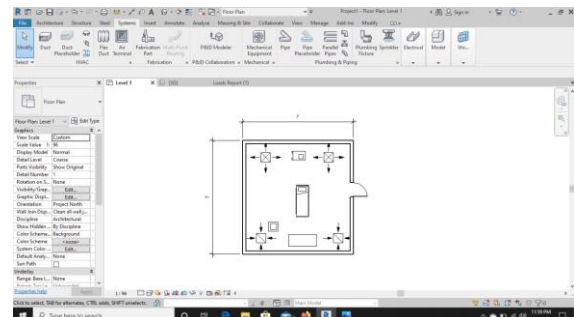 Floor Plan
Project1 - Floor Plan: Level 1
Sign In
File Architecture Structure Steel Systems Insert Annotate Analyze Massing & Site Collaborate View Manage Add-Ins Modify
Modify Duct Duct Placeholder Flex Duct Air Terminal Fabrication Part Multi-Point Routing P&ID Modeler Mechanical Equipment Pipe Pipe Placeholder Parallel Pipes Plumbing Fixture Sprinkler Electrical Model Wo...
Select HVAC Fabrication P&ID Collaboration Mechanical Plumbing & Piping
Properties
Level 1
{3D}
Loads Report (1)
Floor Plan
Floor Plan: Level 1
Edit Type
Graphics
View Scale Custom
Scale Value 1: 96
Display Model Normal
Detail Level Coarse
Parts Visibility Show Original
Detail Number 1
Rotation on S... None
Visibility/Grap... Edit...
Graphic Displ... Edit...
Orientation Project North
Wall Join Disp... Clean all wall j...
Discipline Architectural
Show Hidden ... By Discipline
Color Scheme... Background
Color Scheme <none>
System Color ... Edit...
Default Analy... None
Sun Path
Underlay
Range: Base L... None
Properties help
Apply
1 : 96
Click to select, TAB for alternates, CTRL adds, SHIFT unselects.
Main Model
Type here to search
11:59 PM